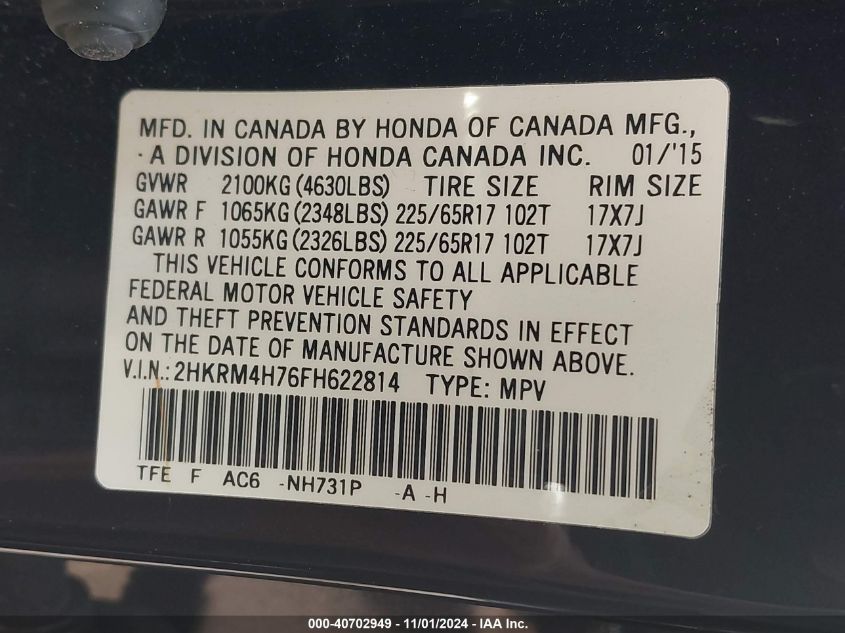 MFD. IN CANADA BY HONDA OF CANADA MFG.,
·A DIVISION OF HONDA CANADA INC. 01/'15
GVWR 2100KG (4630LBS) TIRE SIZE RIM SIZE
GAWR F 1065KG (2348LBS) 225/65R17 102T 17X7J
GAWR R 1055KG (2326LBS) 225/65R17 102T 17X7J
THIS VEHICLE CONFORMS TO ALL APPLICABLE
FEDERAL MOTOR VEHICLE SAFETY
AND THEFT PREVENTION STANDARDS IN EFFECT
ON THE DATE OF MANUFACTURE SHOWN ABOVE.
V.I.N.: 2HKRM4H76FH622814 TYPE: MPV
TFE F AC6 -NH731P -A -H
000-40702949 - 11/01/2024 - IAA Inc.